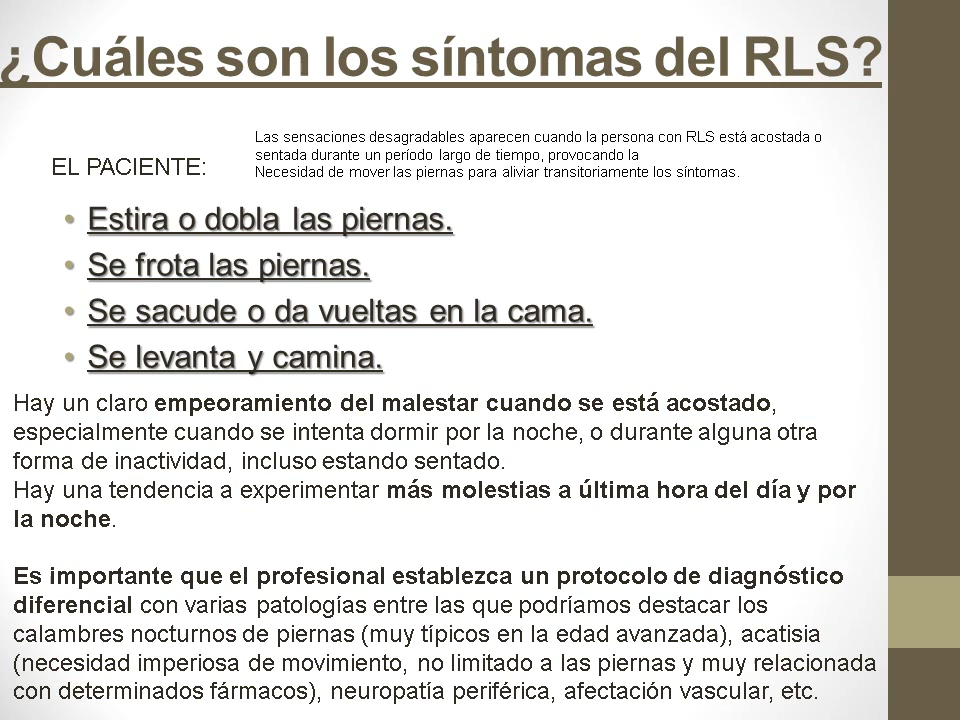 ¿Cuáles son los síntomas del RLS?
Las sensaciones desagradables aparecen cuando la persona con RLS está acostada o
sentada durante un período largo de tiempo, provocando la
Necesidad de mover las piernas para aliviar transitoriamente los síntomas.
EL PACIENTE:
• Estira o dobla las piernas.
• Se frota las piernas.
• Se sacude o da vueltas en la cama.
• Se levanta y camina.
Hay un claro empeoramiento del malestar cuando se está acostado,
especialmente cuando se intenta dormir por la noche, o durante alguna otra
forma de inactividad, incluso estando sentado.
Hay una tendencia a experimentar más molestias a última hora del día y por
la noche.
Es importante que el profesional establezca un protocolo de diagnóstico
diferencial con varias patologías entre las que podríamos destacar los
calambres nocturnos de piernas (muy típicos en la edad avanzada), acatisia
(necesidad imperiosa de movimiento, no limitado a las piernas y muy relacionada
con determinados fármacos), neuropatía periférica, afectación vascular, etc.